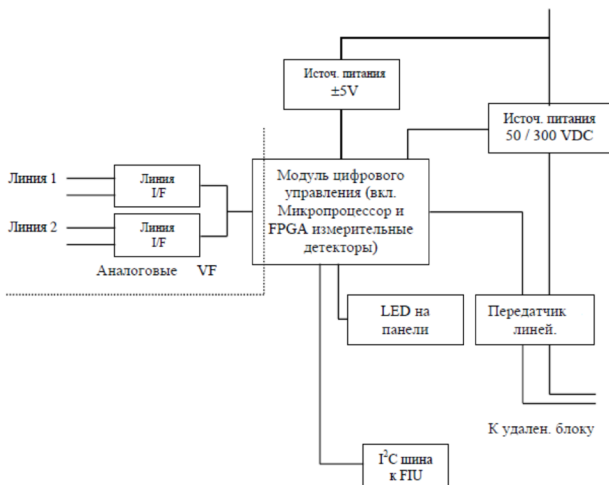 Источ. питания
±5V
Источ. питания
50 / 300 VDC
Линия 1
Линия
I/F
Модуль цифрового
управления (вкл.
Микропроцессор и
FPGA измерительные
детекторы)
Линия 2
Линия
I/F
Аналоговые VF
LED на
панели
Передатчик
линей.
К удален. блоку
I²C шина
к FIU